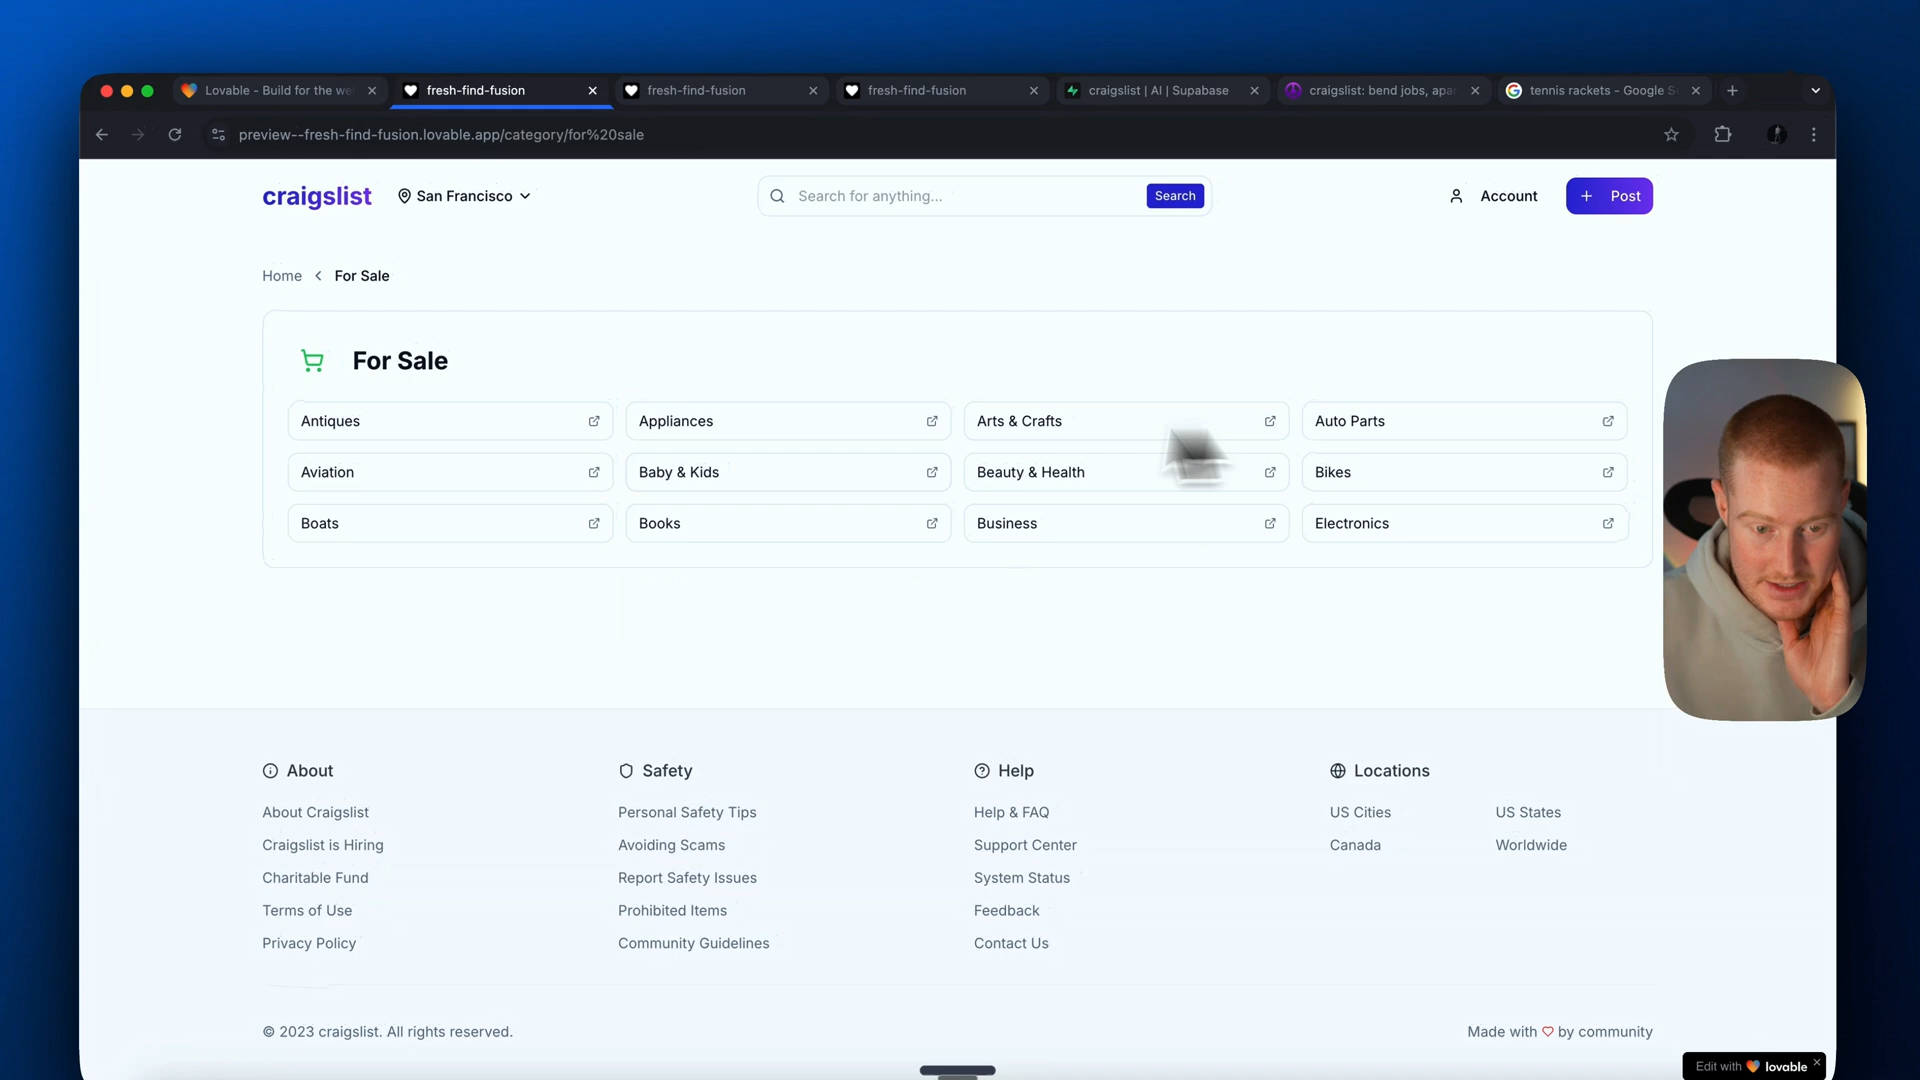 Lovable - Build for the we
fresh-find-fusion
fresh-find-fusion
fresh-find-fusion
craigslist | AI | Supabase
craigslist: bend jobs, apar
tennis rackets - Google S
preview--fresh-find-fusion.lovable.app/category/for%20sale
craigslist San Francisco Search for anything... Search Account + Post
Home < For Sale
For Sale
Antiques Appliances Arts & Crafts Auto Parts
Aviation Baby & Kids Beauty & Health Bikes
Boats Books Business Electronics
About Safety Help Locations
About Craigslist Personal Safety Tips Help & FAQ US Cities US States
Craigslist is Hiring Avoiding Scams Support Center Canada Worldwide
Charitable Fund Report Safety Issues System Status
Terms of Use Prohibited Items Feedback
Privacy Policy Community Guidelines Contact Us
© 2023 craigslist. All rights reserved. Made with ♡ by community
Edit with lovable